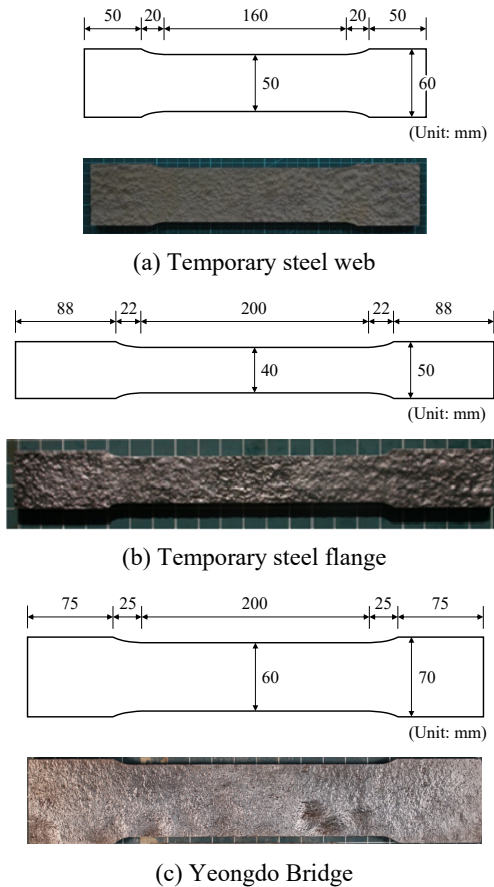 50 20 160 20 50
50 60
(Unit: mm)
(a) Temporary steel web
88 22 200 22 88
40 50
(Unit: mm)
(b) Temporary steel flange
75 25 200 25 75
60 70
(Unit: mm)
(c) Yeongdo Bridge